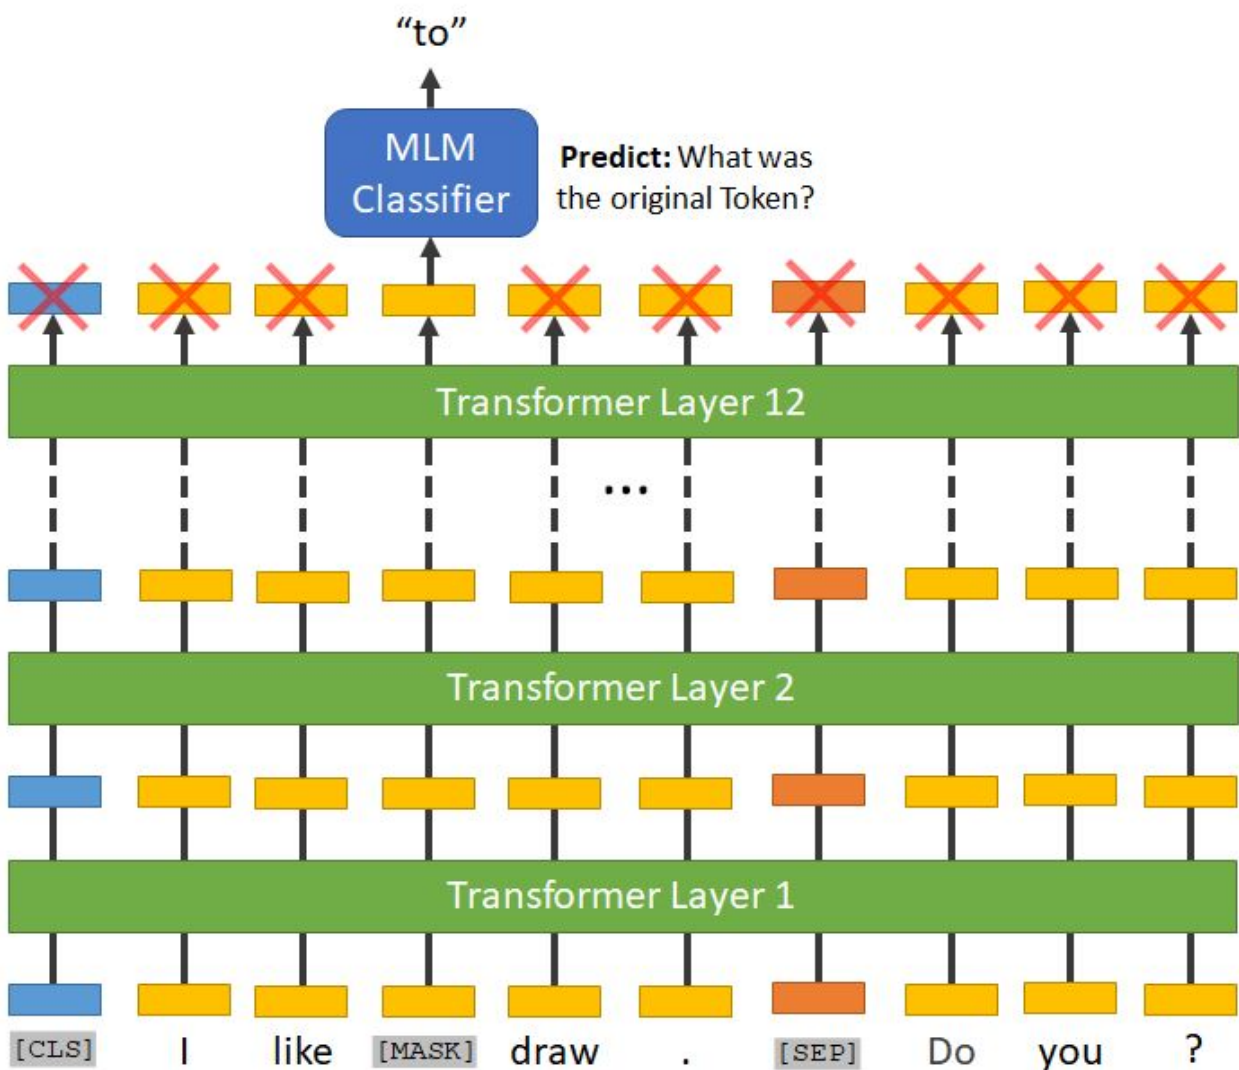 “to”
MLM
Classifier
Predict: What was
the original Token?
Transformer Layer 12
...
Transformer Layer 2
Transformer Layer 1
[CLS] I like [MASK] draw . [SEP] Do you ?